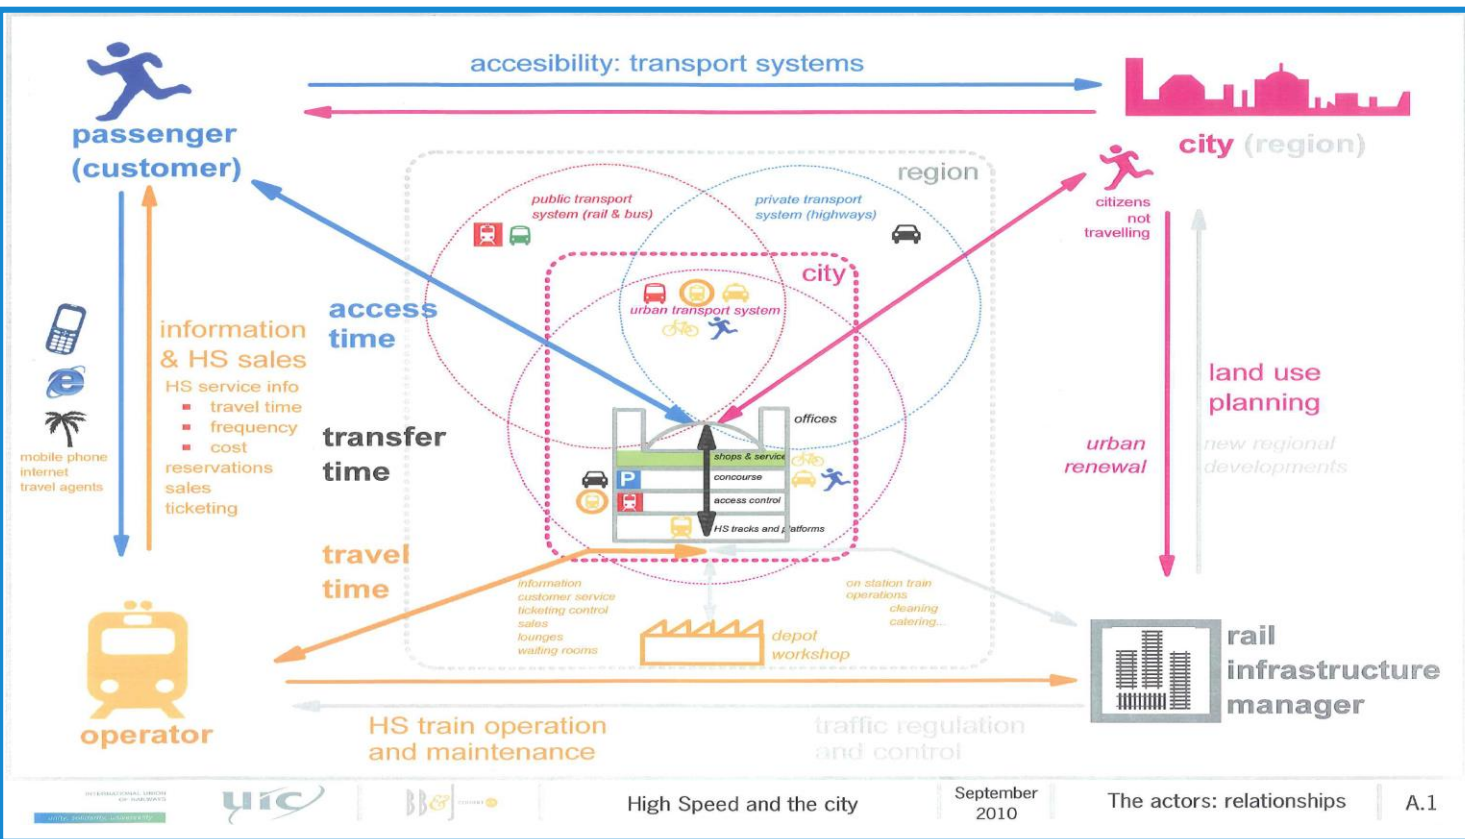 accesibility: transport systems
passenger
(customer)
city (region)
region
public transport
system (rail & bus)
private transport
system (highways)
citizens
not
travelling
city
urban transport system
access
time
information
& HS sales
HS service info
travel time
frequency
cost
reservations
sales
ticketing
mobile phone
internet
travel agents
transfer
time
offices
shops & service
concourse
P
access control
HS tracks and platforms
land use
planning
urban
renewal
new regional
developments
travel
time
information
customer service
ticketing control
sales
lounges
waiting rooms
on station train
operations
cleaning
catering...
depot
workshop
operator
rail
infrastructure
manager
HS train operation
and maintenance
traffic regulation
and control
uic
BB&J
High Speed and the city
September
2010
The actors: relationships
A.1